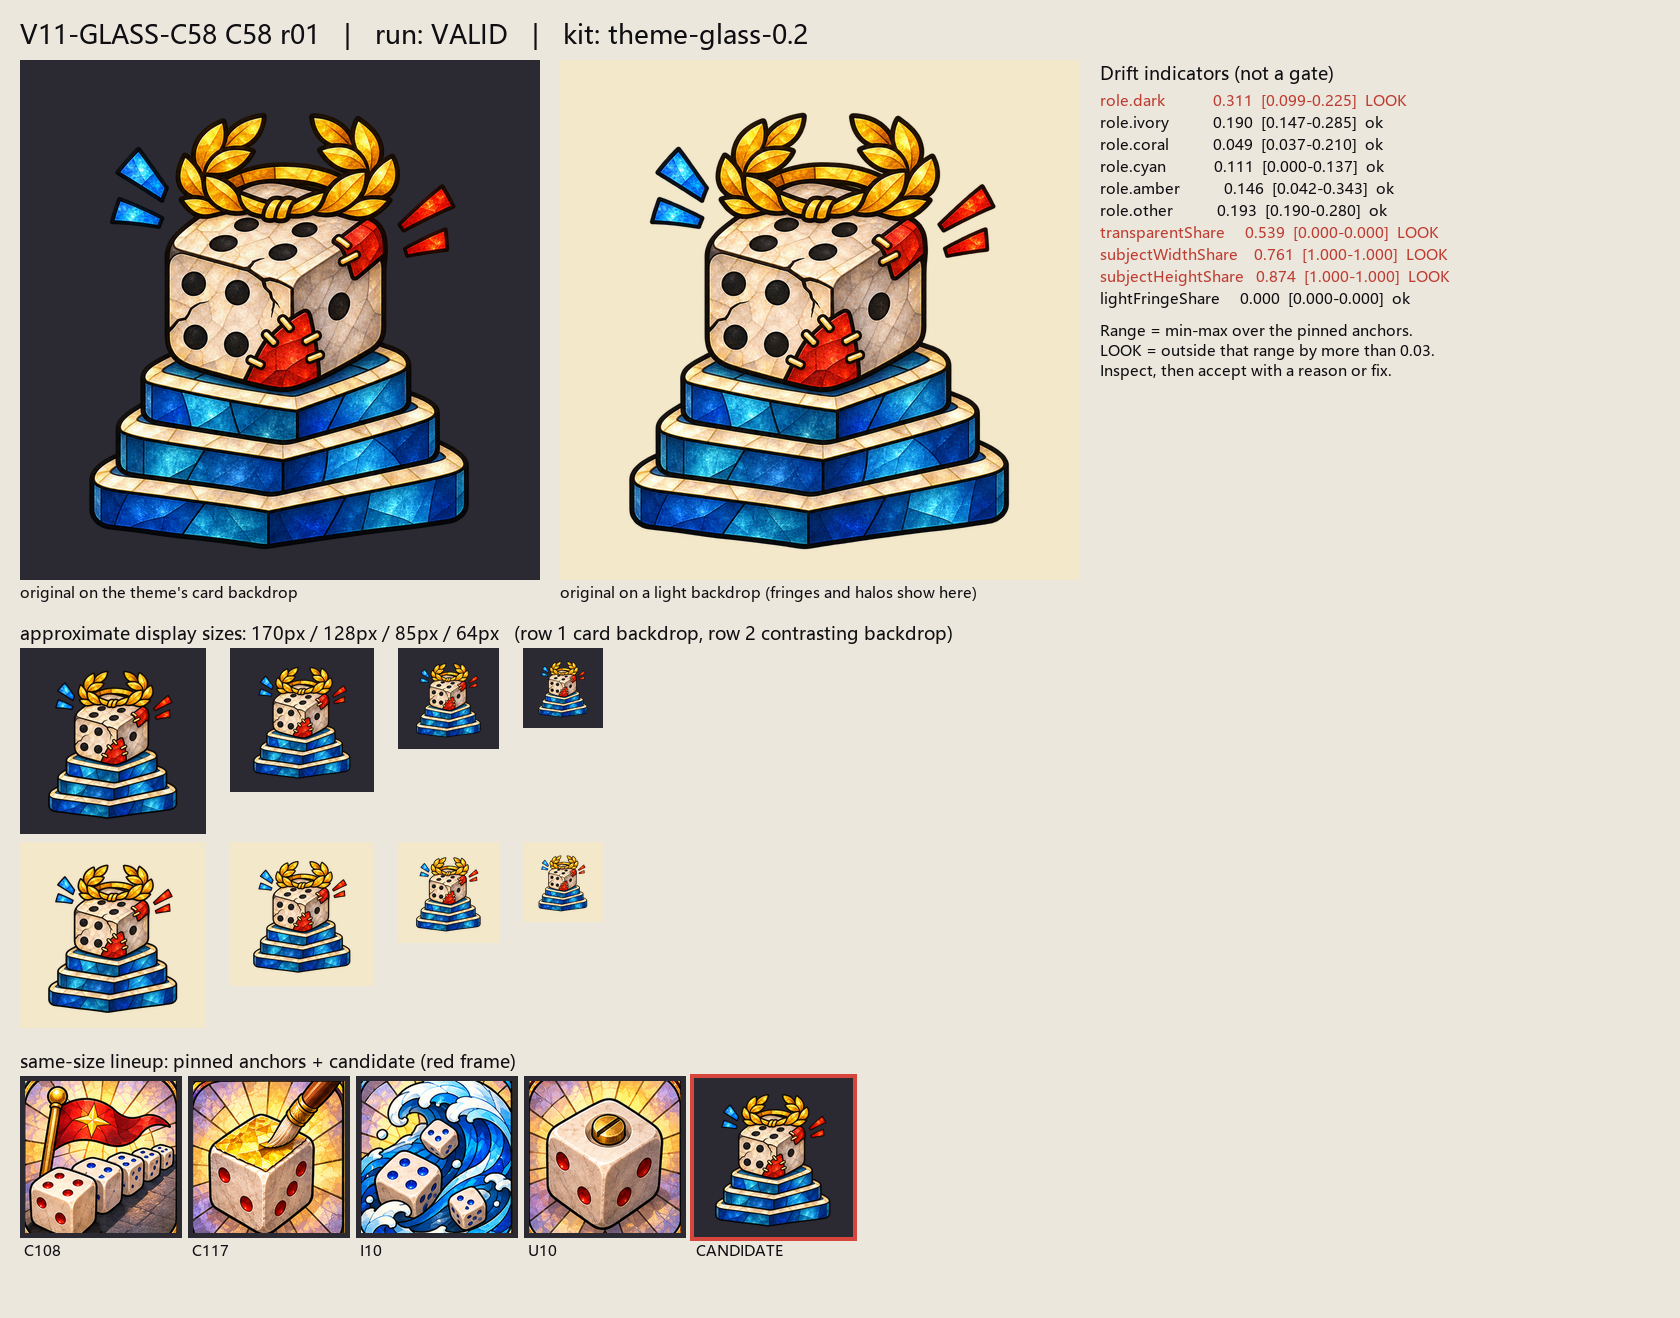 V11-GLASS-C58 C58 r01 | run: VALID | kit: theme-glass-0.2
Drift indicators (not a gate)
role.dark 0.311 [0.099-0.225] LOOK
role.ivory 0.190 [0.147-0.285] ok
role.coral 0.049 [0.037-0.210] ok
role.cyan 0.111 [0.000-0.137] ok
role.amber 0.146 [0.042-0.343] ok
role.other 0.193 [0.190-0.280] ok
transparentShare 0.539 [0.000-0.000] LOOK
subjectWidthShare 0.761 [1.000-1.000] LOOK
subjectHeightShare 0.874 [1.000-1.000] LOOK
lightFringeShare 0.000 [0.000-0.000] ok
Range = min-max over the pinned anchors.
LOOK = outside that range by more than 0.03.
Inspect, then accept with a reason or fix.
original on the theme's card backdrop
original on a light backdrop (fringes and halos show here)
approximate display sizes: 170px / 128px / 85px / 64px (row 1 card backdrop, row 2 contrasting backdrop)
same-size lineup: pinned anchors + candidate (red frame)
C108
C117
I10
U10
CANDIDATE